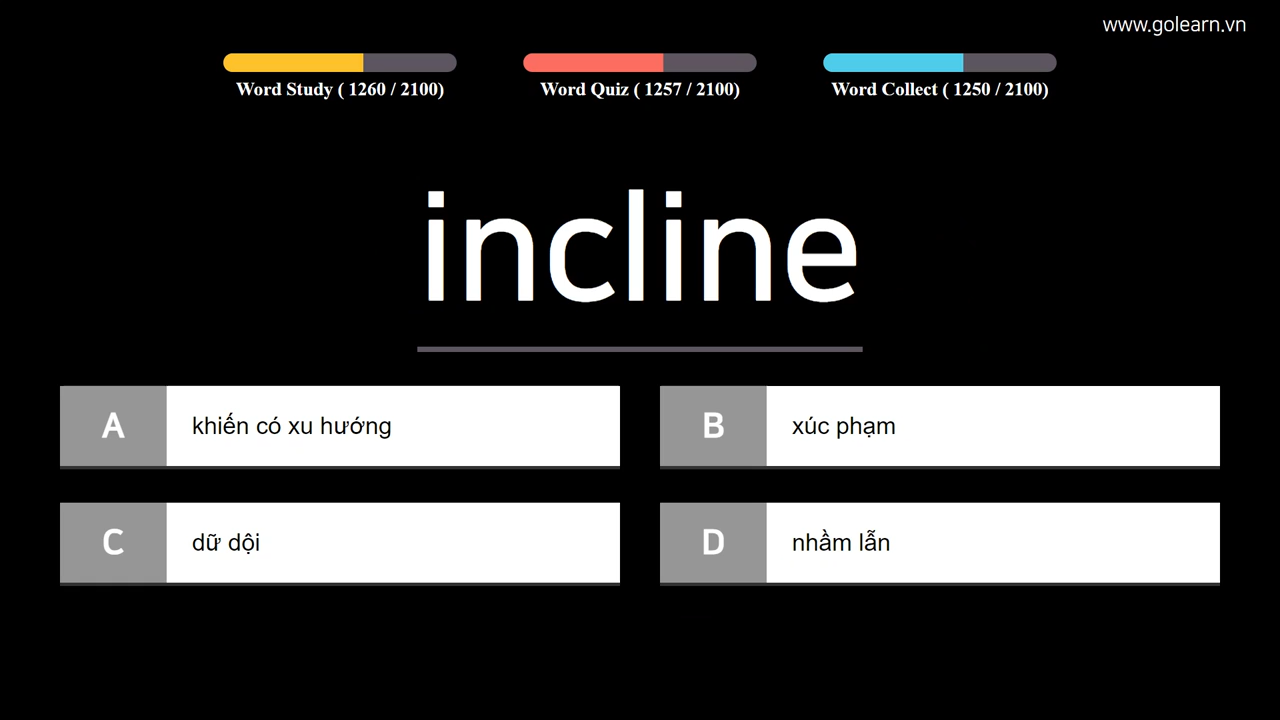 www.golearn.vn
Word Study ( 1260 / 2100)
Word Quiz ( 1257 / 2100)
Word Collect ( 1250 / 2100)
incline
A khiến có xu hướng
B xúc phạm
C dữ dội
D nhầm lẫn